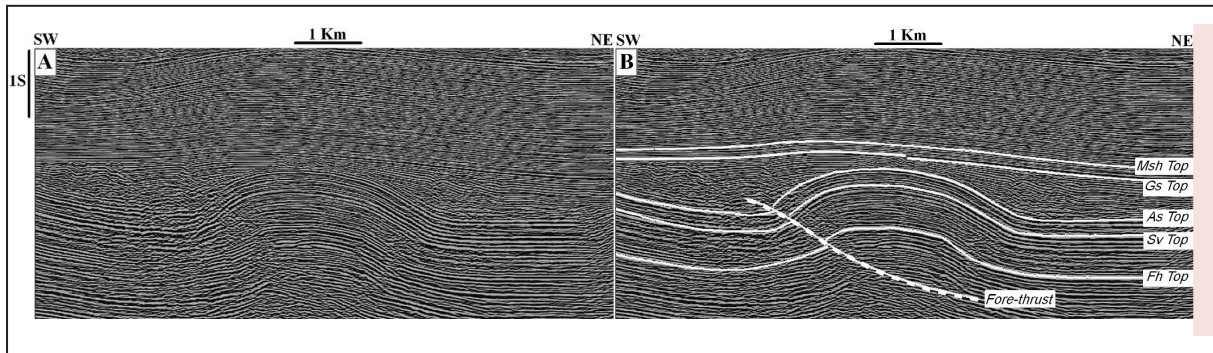 SW
1 Km
NE
A
1S
SW
1 Km
NE
B
Msh Top
Gs Top
As Top
Sv Top
Fh Top
Fore-thrust